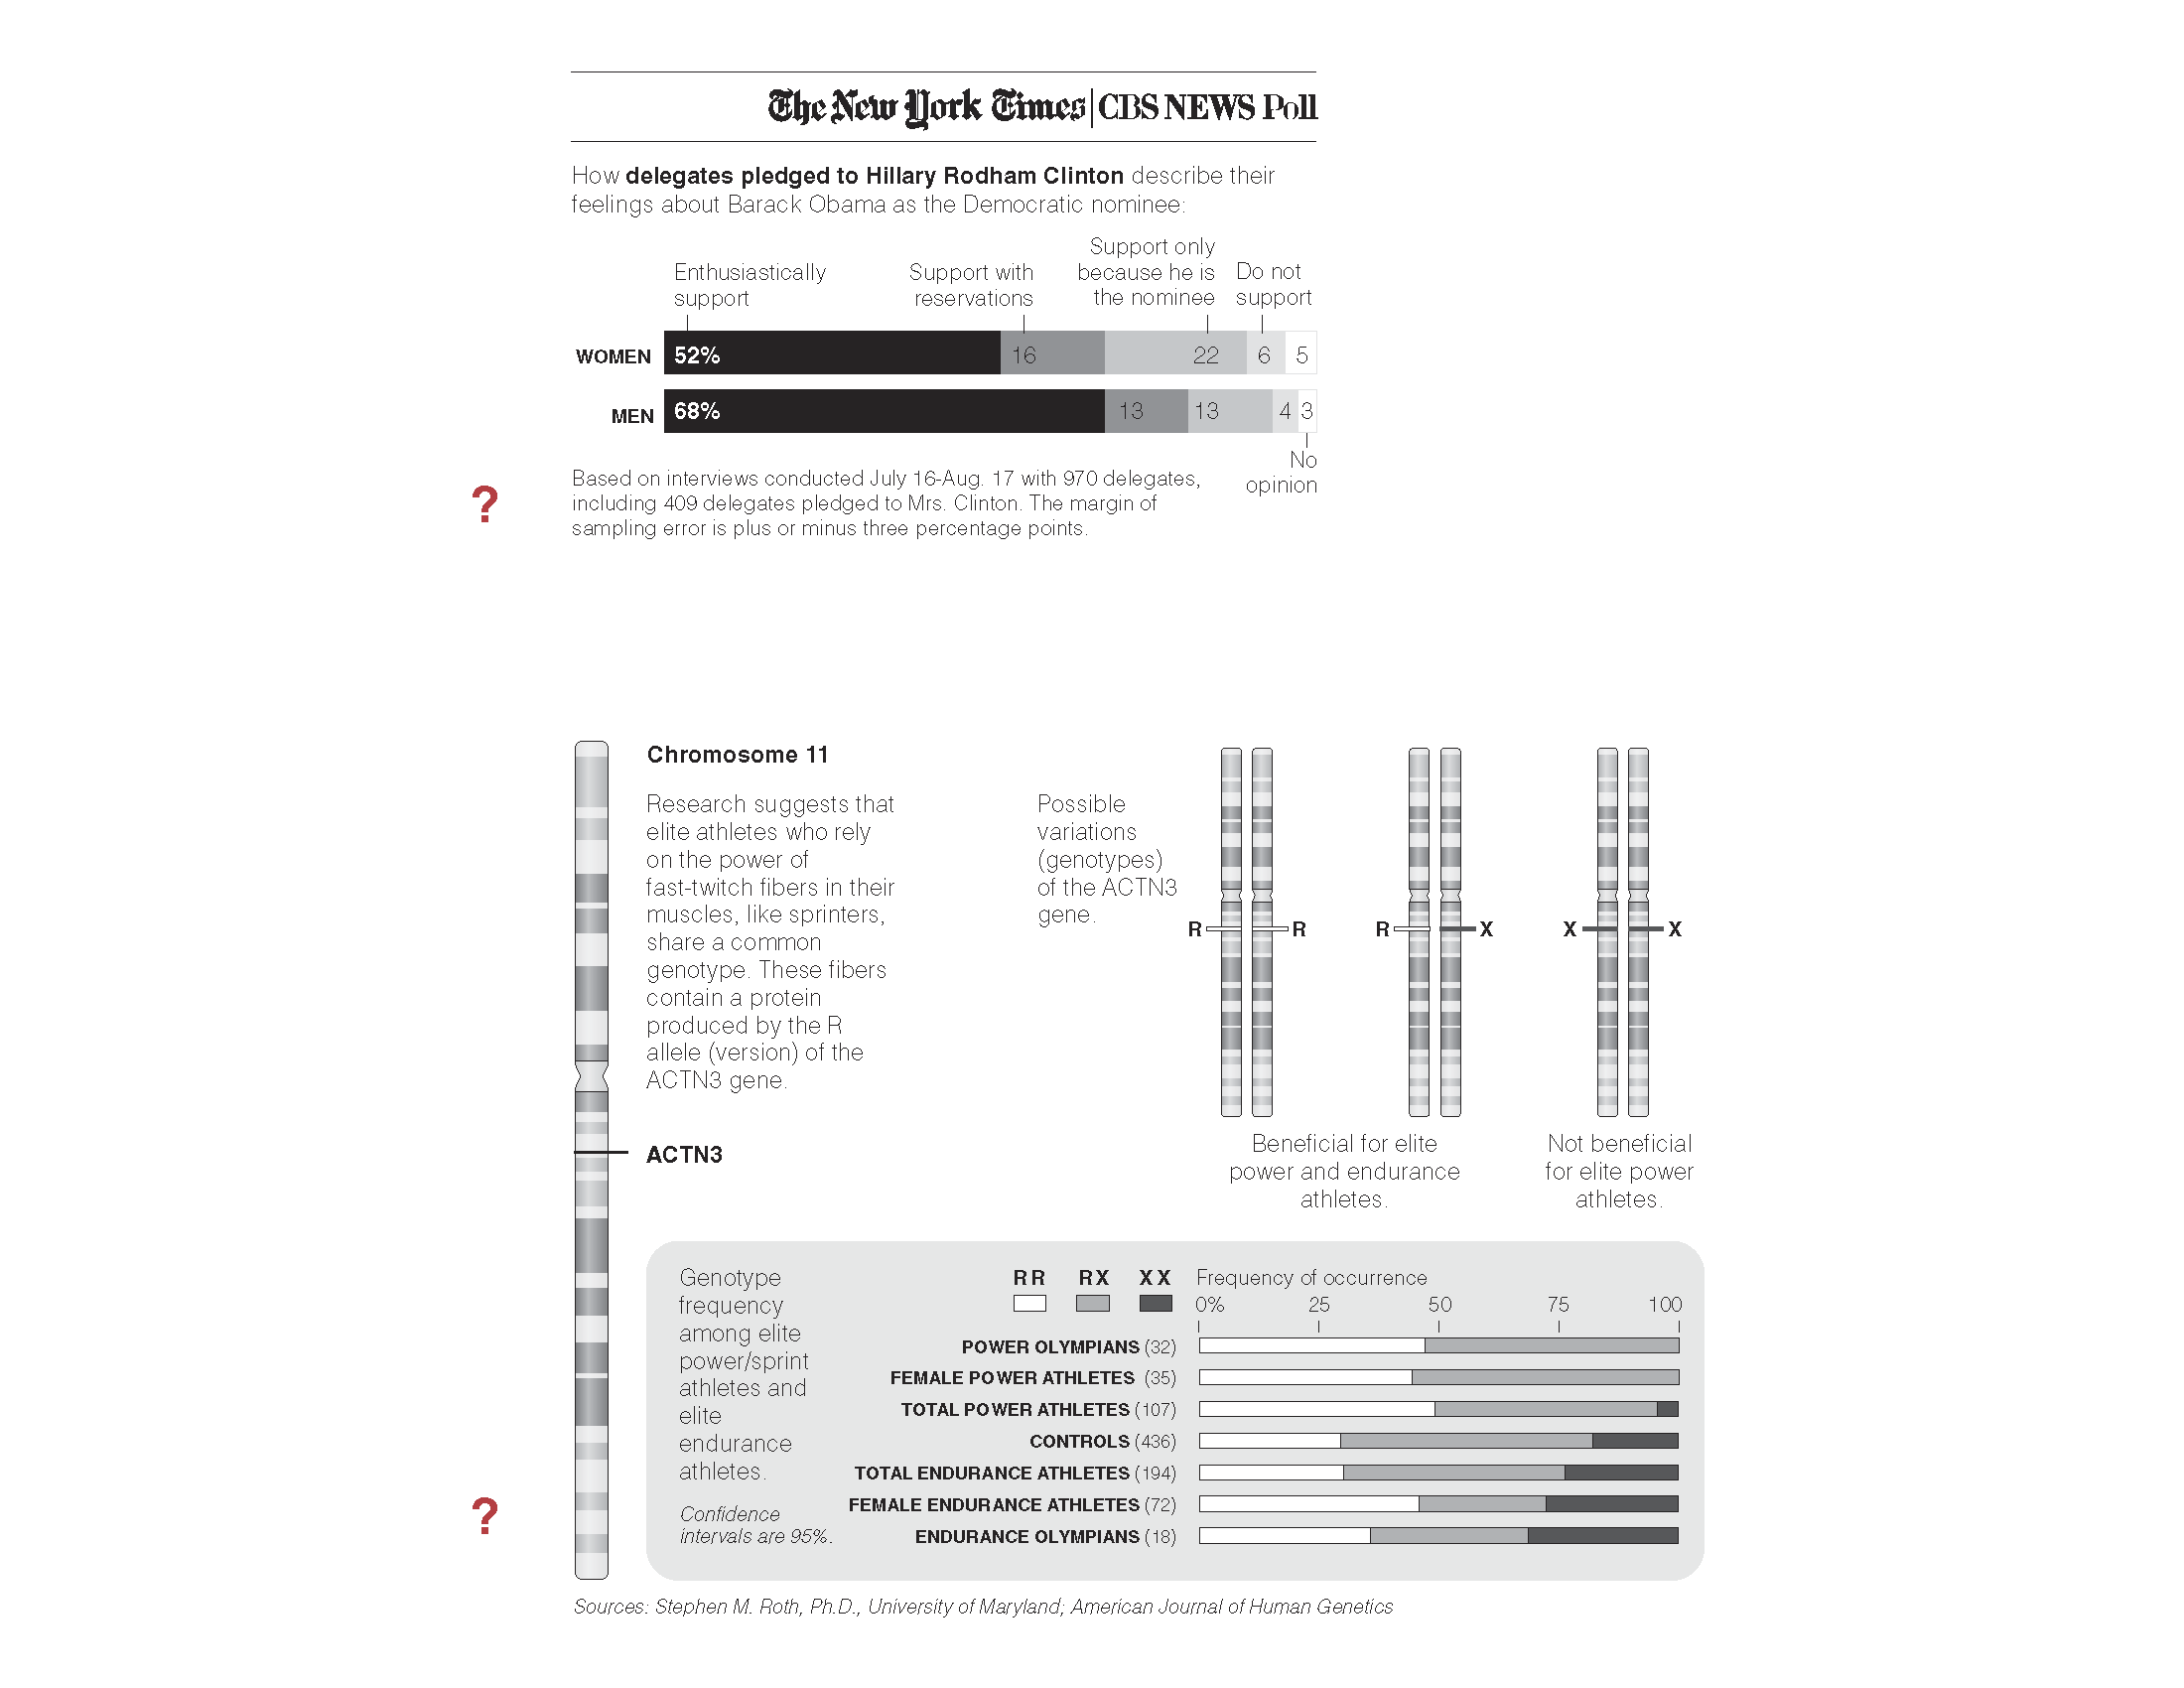 The New York Times | CBS NEWS Poll
How delegates pledged to Hillary Rodham Clinton describe their
feelings about Barack Obama as the Democratic nominee:
Enthusiastically
support
Support with
reservations
Support only
because he is
the nominee
Do not
support
WOMEN 52% 16 22 6 5
MEN 68% 13 13 4 3
No
opinion
Based on interviews conducted July 16-Aug. 17 with 970 delegates,
including 409 delegates pledged to Mrs. Clinton. The margin of
sampling error is plus or minus three percentage points.
?
Chromosome 11
Research suggests that
elite athletes who rely
on the power of
fast-twitch fibers in their
muscles, like sprinters,
share a common
genotype. These fibers
contain a protein
produced by the R
allele (version) of the
ACTN3 gene.
ACTN3
Possible
variations
(genotypes)
of the ACTN3
gene.
R R R X X X
Beneficial for elite
power and endurance
athletes.
Not beneficial
for elite power
athletes.
Genotype
frequency
among elite
power/sprint
athletes and
elite
endurance
athletes.
Confidence
intervals are 95%.
?
RR RX XX Frequency of occurrence
0% 25 50 75 100
POWER OLYMPIANS (32)
FEMALE POWER ATHLETES (35)
TOTAL POWER ATHLETES (107)
CONTROLS (436)
TOTAL ENDURANCE ATHLETES (194)
FEMALE ENDURANCE ATHLETES (72)
ENDURANCE OLYMPIANS (18)
Sources: Stephen M. Roth, Ph.D., University of Maryland; American Journal of Human Genetics